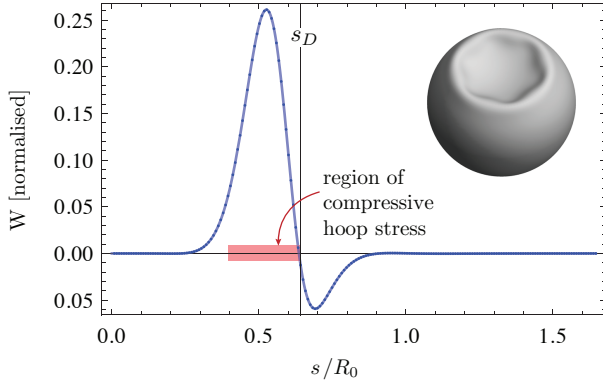 0.25
0.20
0.15
0.10
0.05
0.00
0.05
W [normalised]
s_D
region of
compressive
hoop stress
0.0
0.5
1.0
1.5
s/R_0